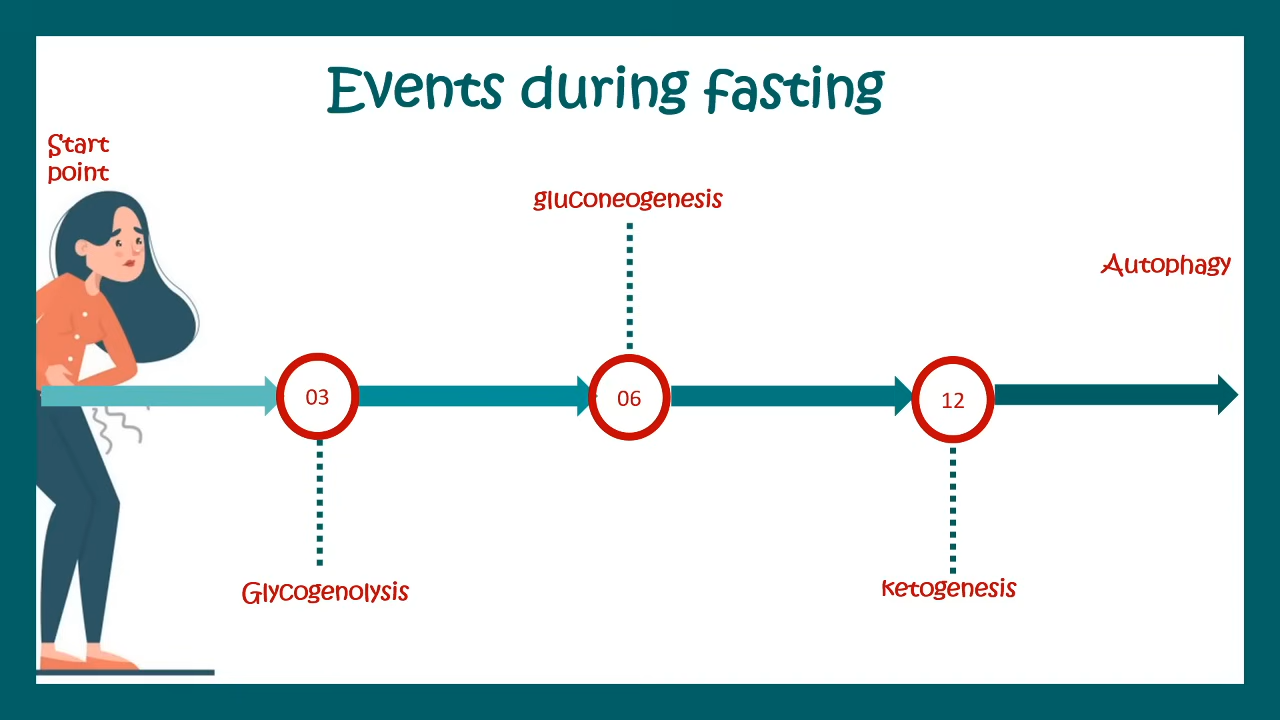 Events during fasting
Start
point
gluconeogenesis
Autophagy
03
06
12
Glycogenolysis
ketogenesis